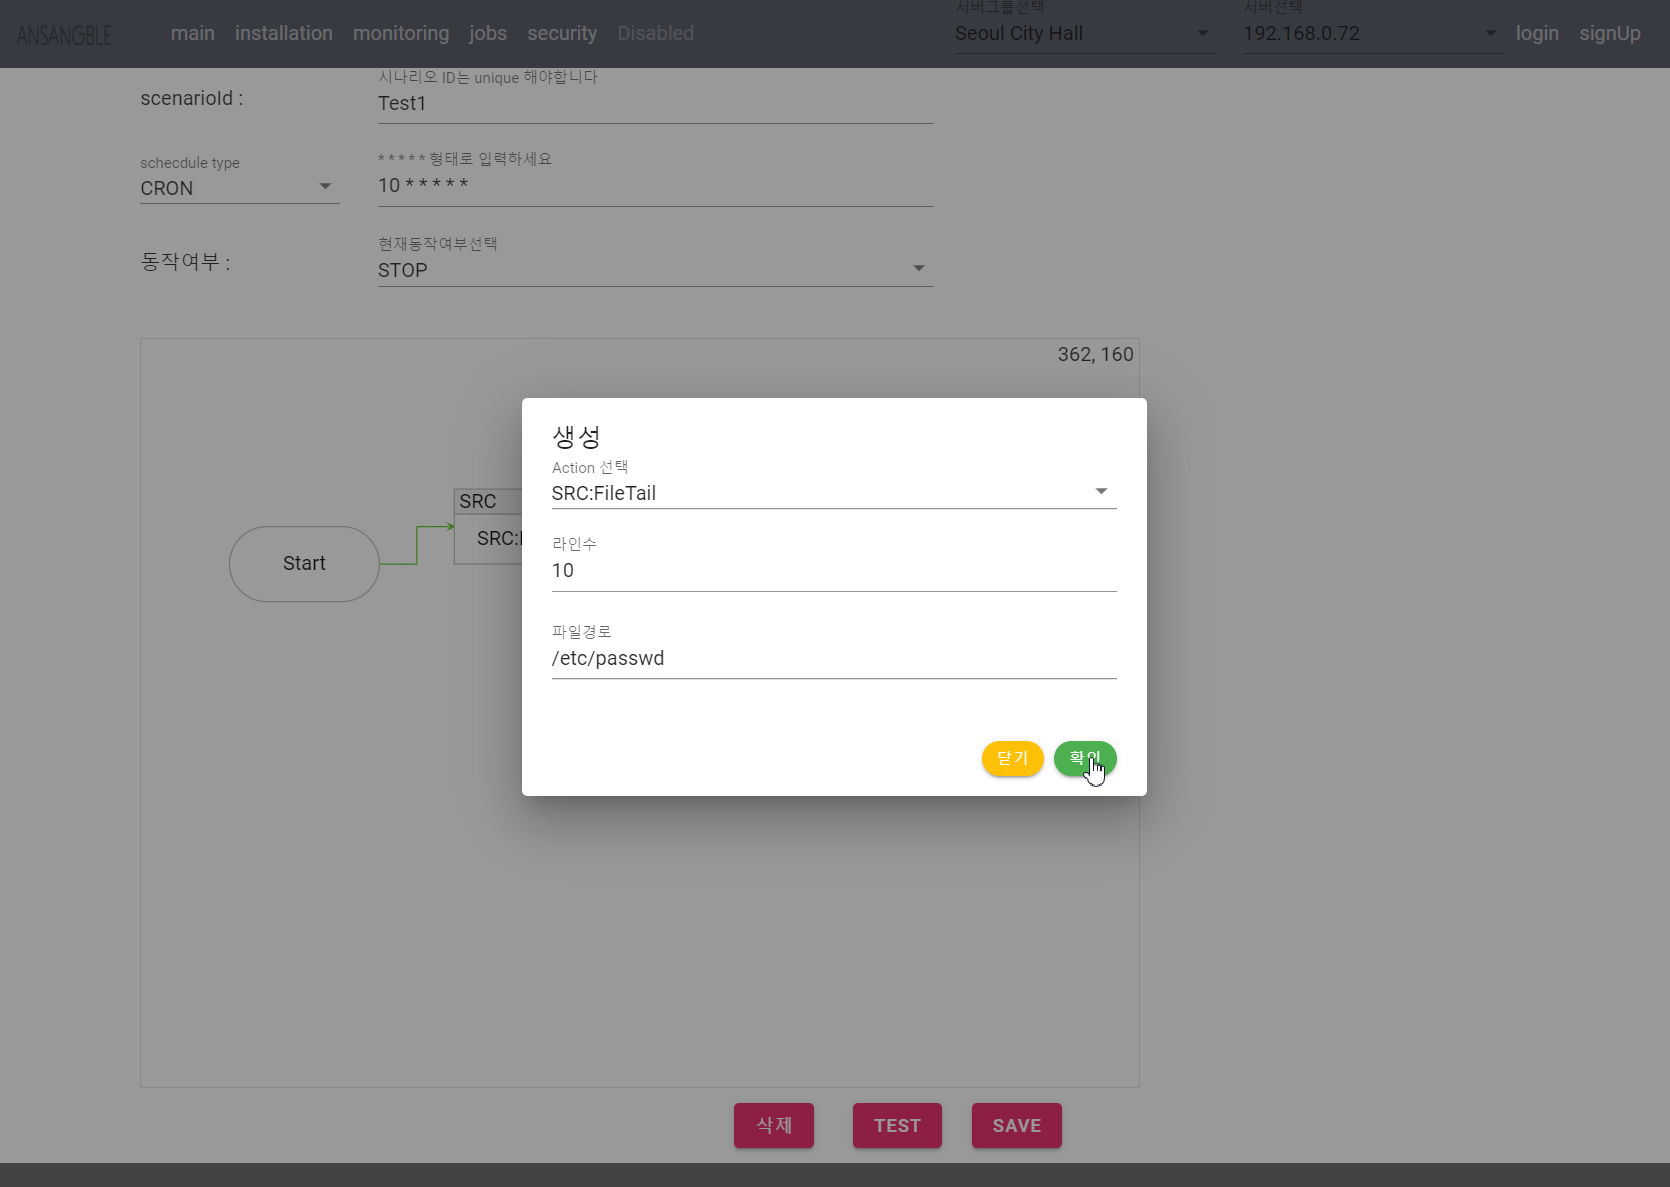 ANSANGBLE main installation monitoring jobs security Disabled
서버그룹선택
Seoul City Hall
서버선택
192.168.0.72
login signUp
시나리오 ID는 unique 해야합니다
scenarioId :
Test1
schecdule type
CRON
* * * * * 형태로 입력하세요
10 * * * * *
현재동작여부선택
동작여부 :
STOP
362, 160
생성
Action 선택
SRC:FileTail
라인수
10
파일경로
/etc/passwd
닫기 확인
SRC
Start
삭제 TEST SAVE